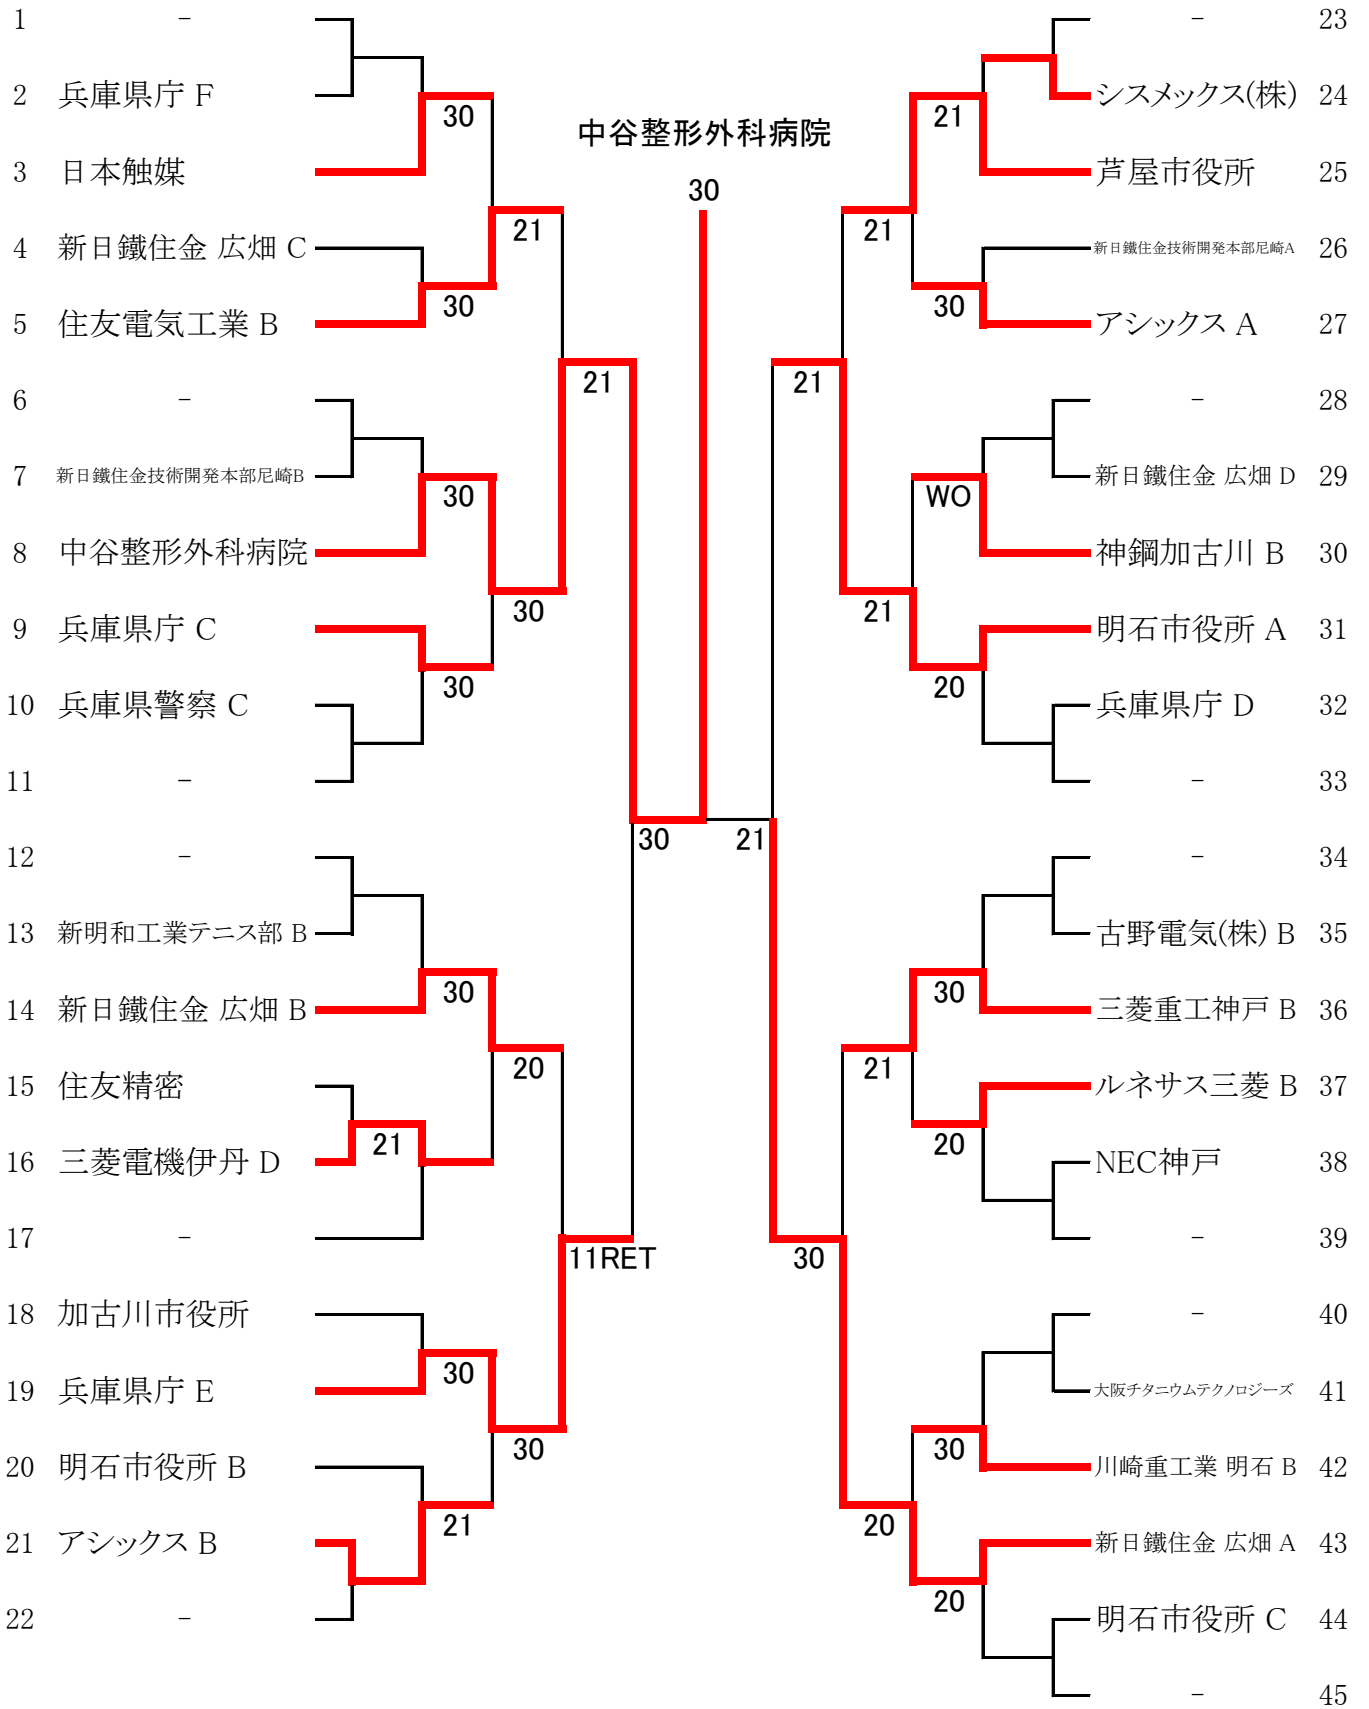 中谷整形外科病院
30
1 -
2 兵庫県庁 F
30
3 日本触媒
21
4 新日鐵住金 広畑 C
30
5 住友電気工業 B
21
6 -
7 新日鐵住金技術開発本部尼崎B
30
8 中谷整形外科病院
30
9 兵庫県庁 C
30
10 兵庫県警察 C
11 -
30
12 -
13 新明和工業テニス部 B
30
14 新日鐵住金 広畑 B
20
15 住友精密
21
16 三菱電機伊丹 D
17 -
11RET
18 加古川市役所
30
19 兵庫県庁 E
30
20 明石市役所 B
21
21 アシックス B
22 -
- 23
シスメックス(株) 24
21
芦屋市役所 25
21
新日鐵住金技術開発本部尼崎A 26
30
アシックス A 27
21
- 28
新日鐵住金 広畑 D 29
WO
神鋼加古川 B 30
21
明石市役所 A 31
20
兵庫県庁 D 32
- 33
21
- 34
古野電気(株) B 35
30
三菱重工神戸 B 36
21
ルネサス三菱 B 37
20
NEC神戸 38
- 39
30
- 40
大阪チタニウムテクノロジーズ 41
30
川崎重工業 明石 B 42
20
新日鐵住金 広畑 A 43
20
明石市役所 C 44
- 45